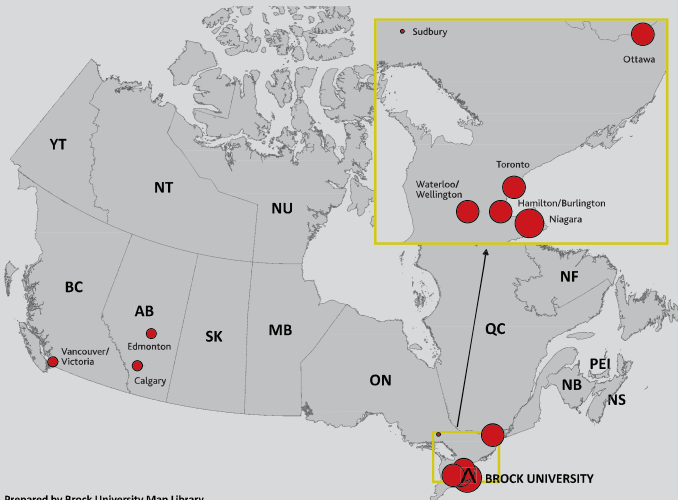 Sudbury
Ottawa
Toronto
Waterloo/
Wellington
Hamilton/Burlington
Niagara
YT
NT
NU
BC
AB
SK
MB
ON
QC
NF
PEI
NB
NS
Edmonton
Calgary
Vancouver/
Victoria
BROCK UNIVERSITY
Prepared by Brock University Map Library